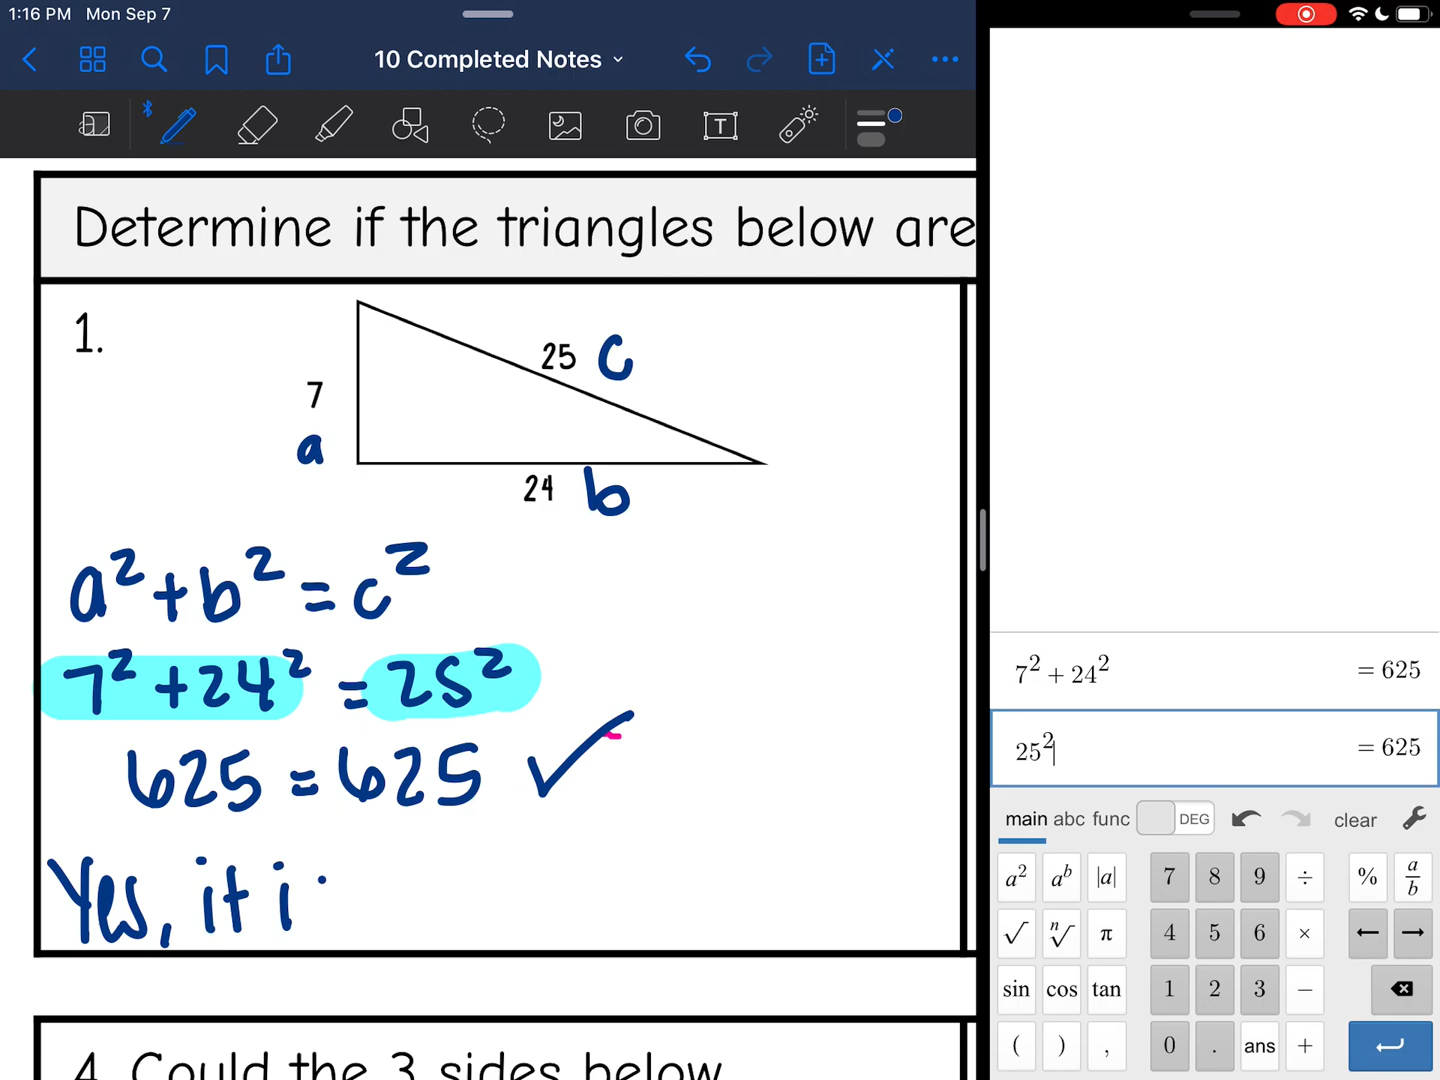 1:16 PM Mon Sep 7
10 Completed Notes
T
Determine if the triangles below are
1.
25 c
7
a
24 b
a² + b² = c²
7² + 24² = 25²
625 = 625 ✓
Yes, it i
4. Could the 3 sides below
7² + 24² = 625
25² = 625
main abc func DEG clear
a² aᵇ |a| 7 8 9 ÷ % a/b
√ ⁿ√ π 4 5 6 × ← →
sin cos tan 1 2 3 −
( ) , 0 . ans +